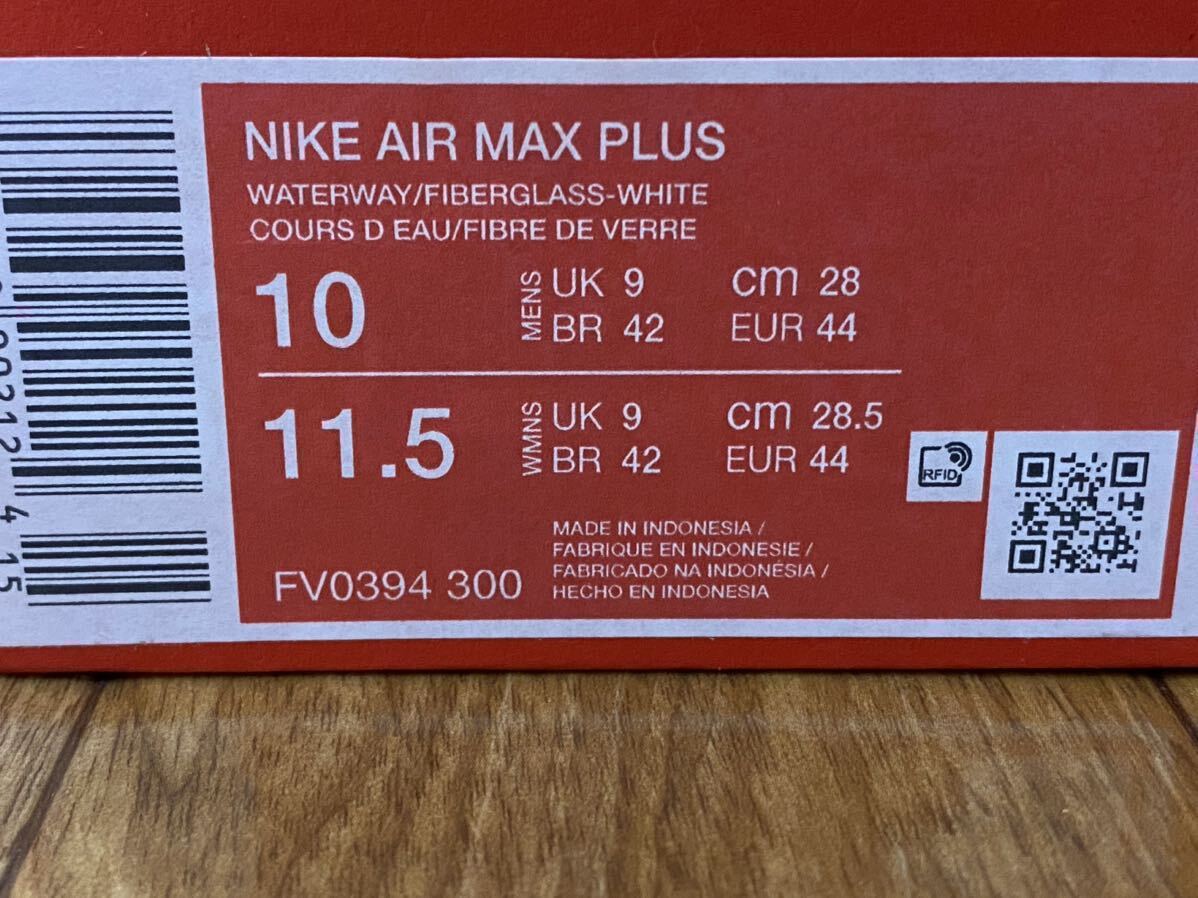 NIKE AIR MAX PLUS
WATERWAY/FIBERGLASS-WHITE
COURS D EAU/FIBRE DE VERRE
10 MENS UK 9 cm 28
BR 42 EUR 44
11.5 WMNS UK 9 cm 28.5
BR 42 EUR 44
RFID
MADE IN INDONESIA /
FABRIQUE EN INDONESIE /
FABRICADO NA INDONÉSIA /
HECHO EN INDONESIA
FV0394 300
4 15